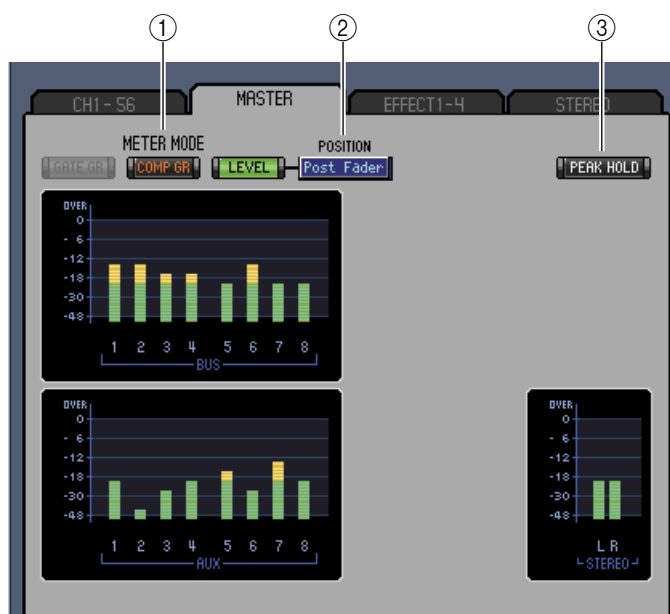 ① ② ③
CH1-56 MASTER EFFECT1-4 STEREO
METER MODE POSITION
GATE GR COMP GR LEVEL Post Fader PEAK HOLD
OVER
0
-6
-12
-18
-30
-48
1 2 3 4 5 6 7 8
BUS
OVER
0
-6
-12
-18
-30
-48
1 2 3 4 5 6 7 8
AUX
OVER
0
-6
-12
-18
-30
-48
L R
STEREO